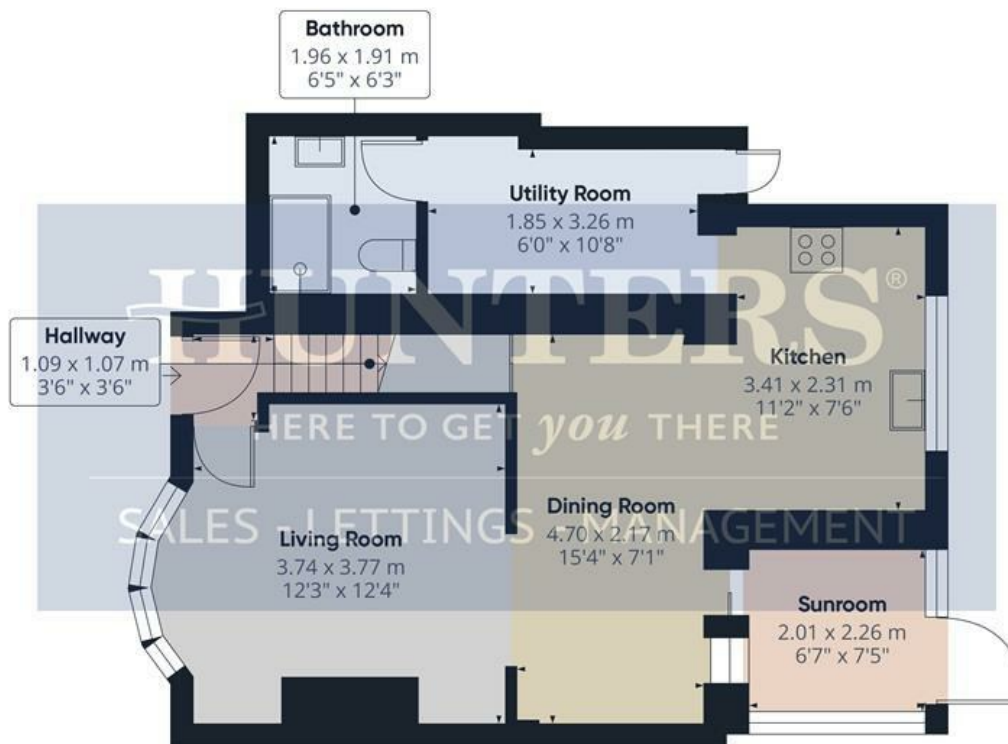 Bathroom
1.96 x 1.91 m
6'5" x 6'3"
Utility Room
1.85 x 3.26 m
6'0" x 10'8"
HUNTERS®
Hallway
1.09 x 1.07 m
3'6" x 3'6"
Kitchen
3.41 x 2.31 m
11'2" x 7'6"
HERE TO GET you THERE
Dining Room
4.70 x 2.17 m
15'4" x 7'1"
SALES - LETTINGS - MANAGEMENT
Living Room
3.74 x 3.77 m
12'3" x 12'4"
Sunroom
2.01 x 2.26 m
6'7" x 7'5"